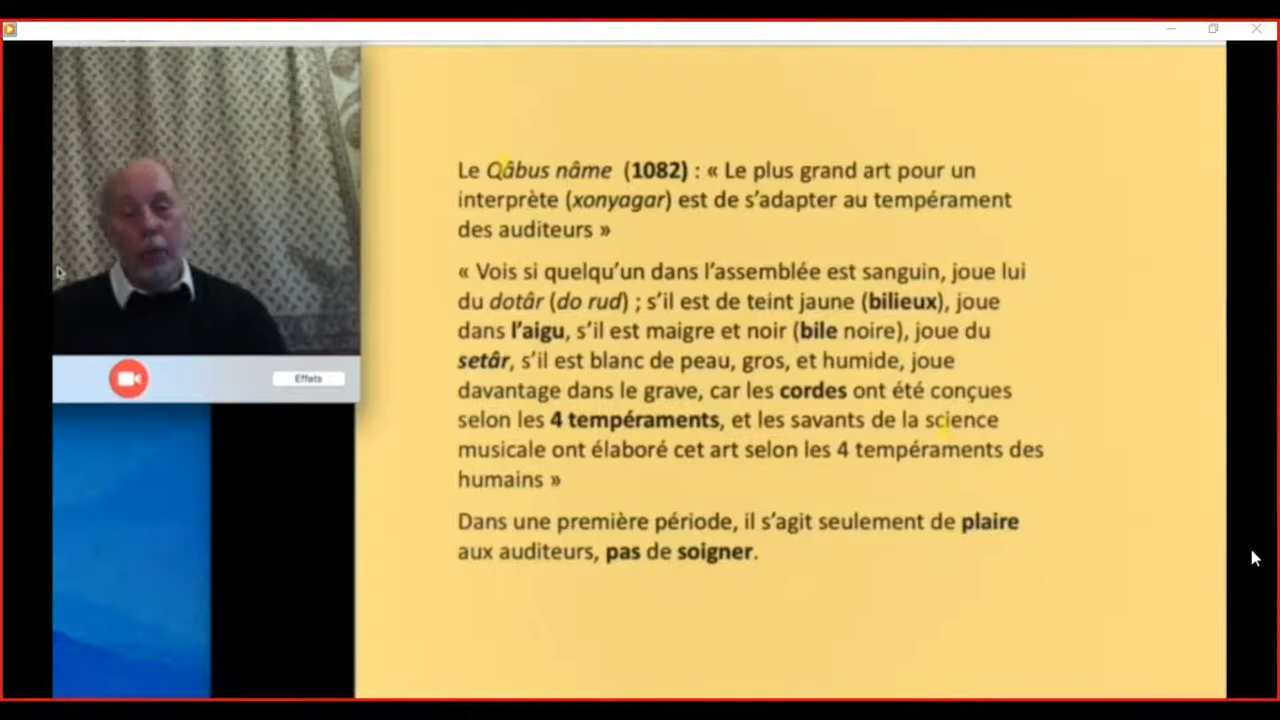 Le Qâbus nâme (1082) : « Le plus grand art pour un
interprète (xonyagar) est de s'adapter au tempérament
des auditeurs »
« Vois si quelqu'un dans l'assemblée est sanguin, joue lui
du dotâr (do rud) ; s'il est de teint jaune (bilieux), joue
dans l'aigu, s'il est maigre et noir (bile noire), joue du
setâr, s'il est blanc de peau, gros, et humide, joue
davantage dans le grave, car les cordes ont été conçues
selon les 4 tempéraments, et les savants de la science
musicale ont élaboré cet art selon les 4 tempéraments des
humains »
Dans une première période, il s'agit seulement de plaire
aux auditeurs, pas de soigner.
Effets